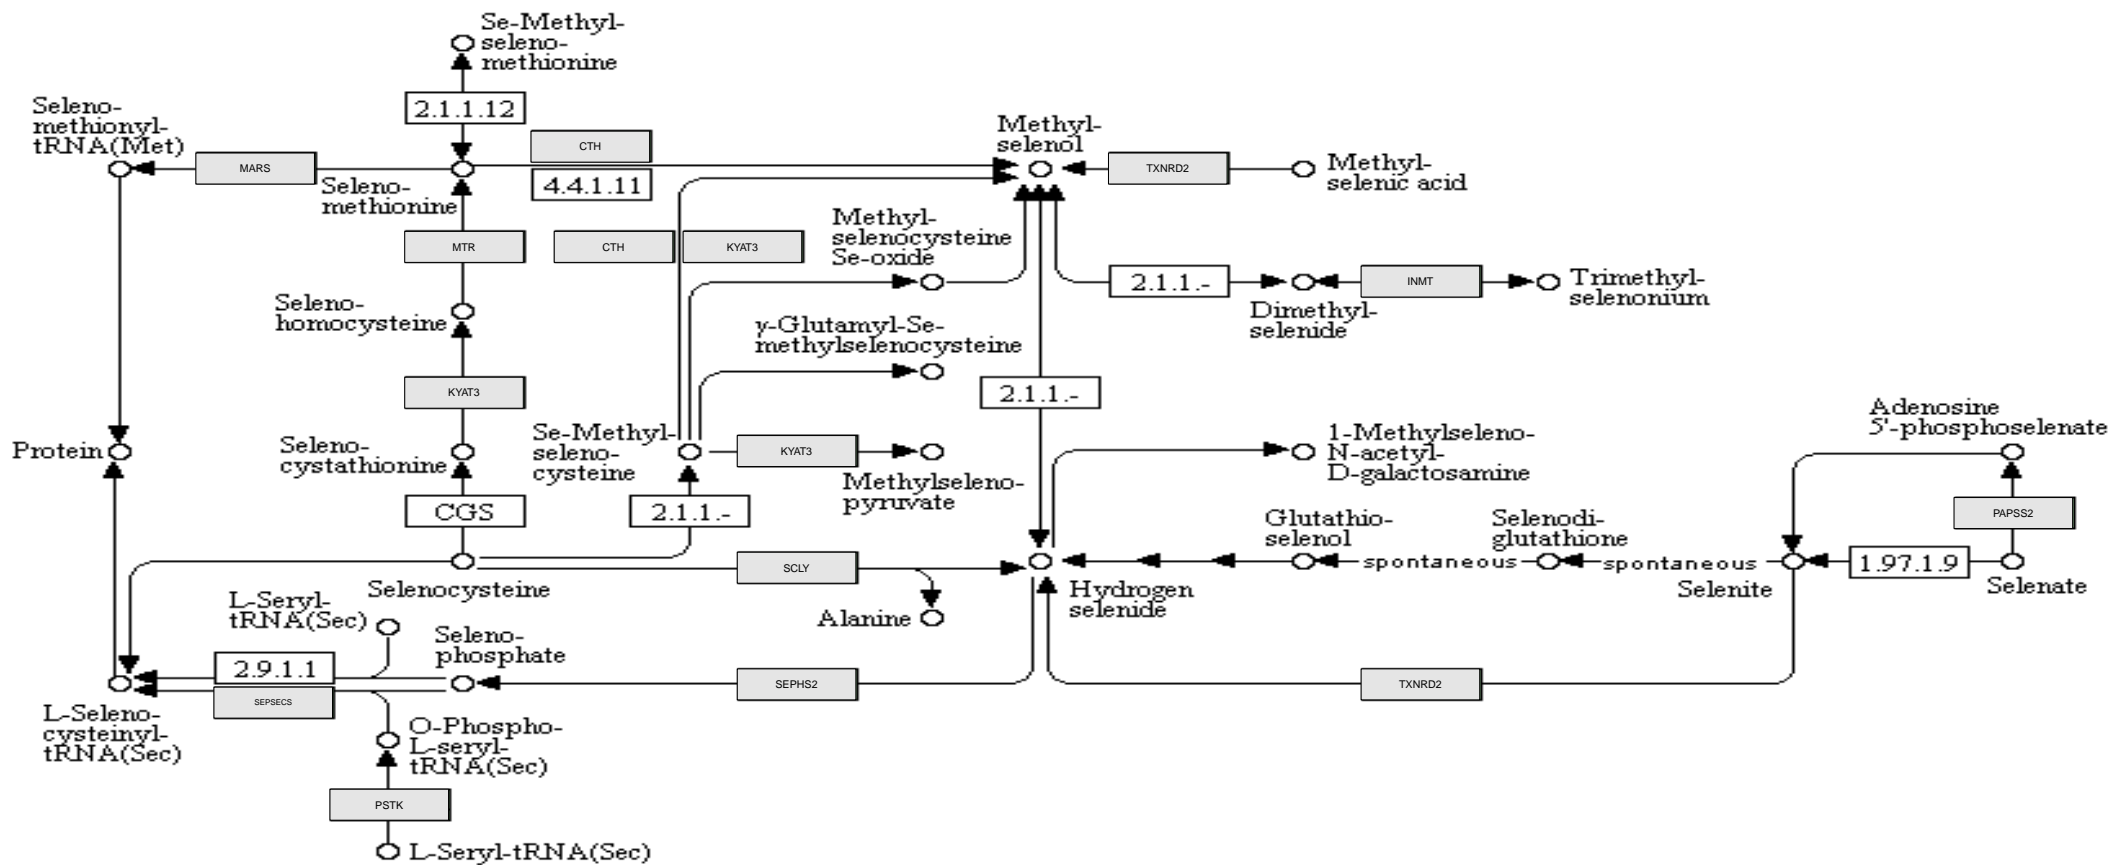 Se-Methyl-
seleno-
methionine
2.1.1.12
Seleno-
methionyl-
tRNA(Met)
MARS
Seleno-
methionine
CTH
4.4.1.11
Methyl-
selenol
TXNRD2
Methyl-
selenic acid
MTR
CTH
KYAT3
Methyl-
selenocysteine
Se-oxide
2.1.1.-
Dimethyl-
selenide
INMT
Trimethyl-
selenonium
Seleno-
homocysteine
γ-Glutamyl-Se-
methylselenocysteine
KYAT3
2.1.1.-
Protein
Seleno-
cystathionine
Se-Methyl-
seleno-
cysteine
KYAT3
Methylseleno-
pyruvate
1-Methylseleno-
N-acetyl-
D-galactosamine
Adenosine
5'-phosphoselenate
CGS
2.1.1.-
PAPSS2
Glutathio-
selenol
Selenodi-
glutathione
Selenocysteine
SCLY
Alanine
Hydrogen
selenide
spontaneous
spontaneous
Selenite
1.97.1.9
Selenate
L-Seryl-
tRNA(Sec)
2.9.1.1
SEPSECS
Seleno-
phosphate
SEPHS2
TXNRD2
L-Seleno-
cysteinyl-
tRNA(Sec)
O-Phospho-
L-seryl-
tRNA(Sec)
PSTK
L-Seryl-tRNA(Sec)